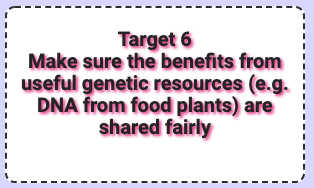 Target 6
Make sure the benefits from
useful genetic resources (e.g.
DNA from food plants) are
shared fairly